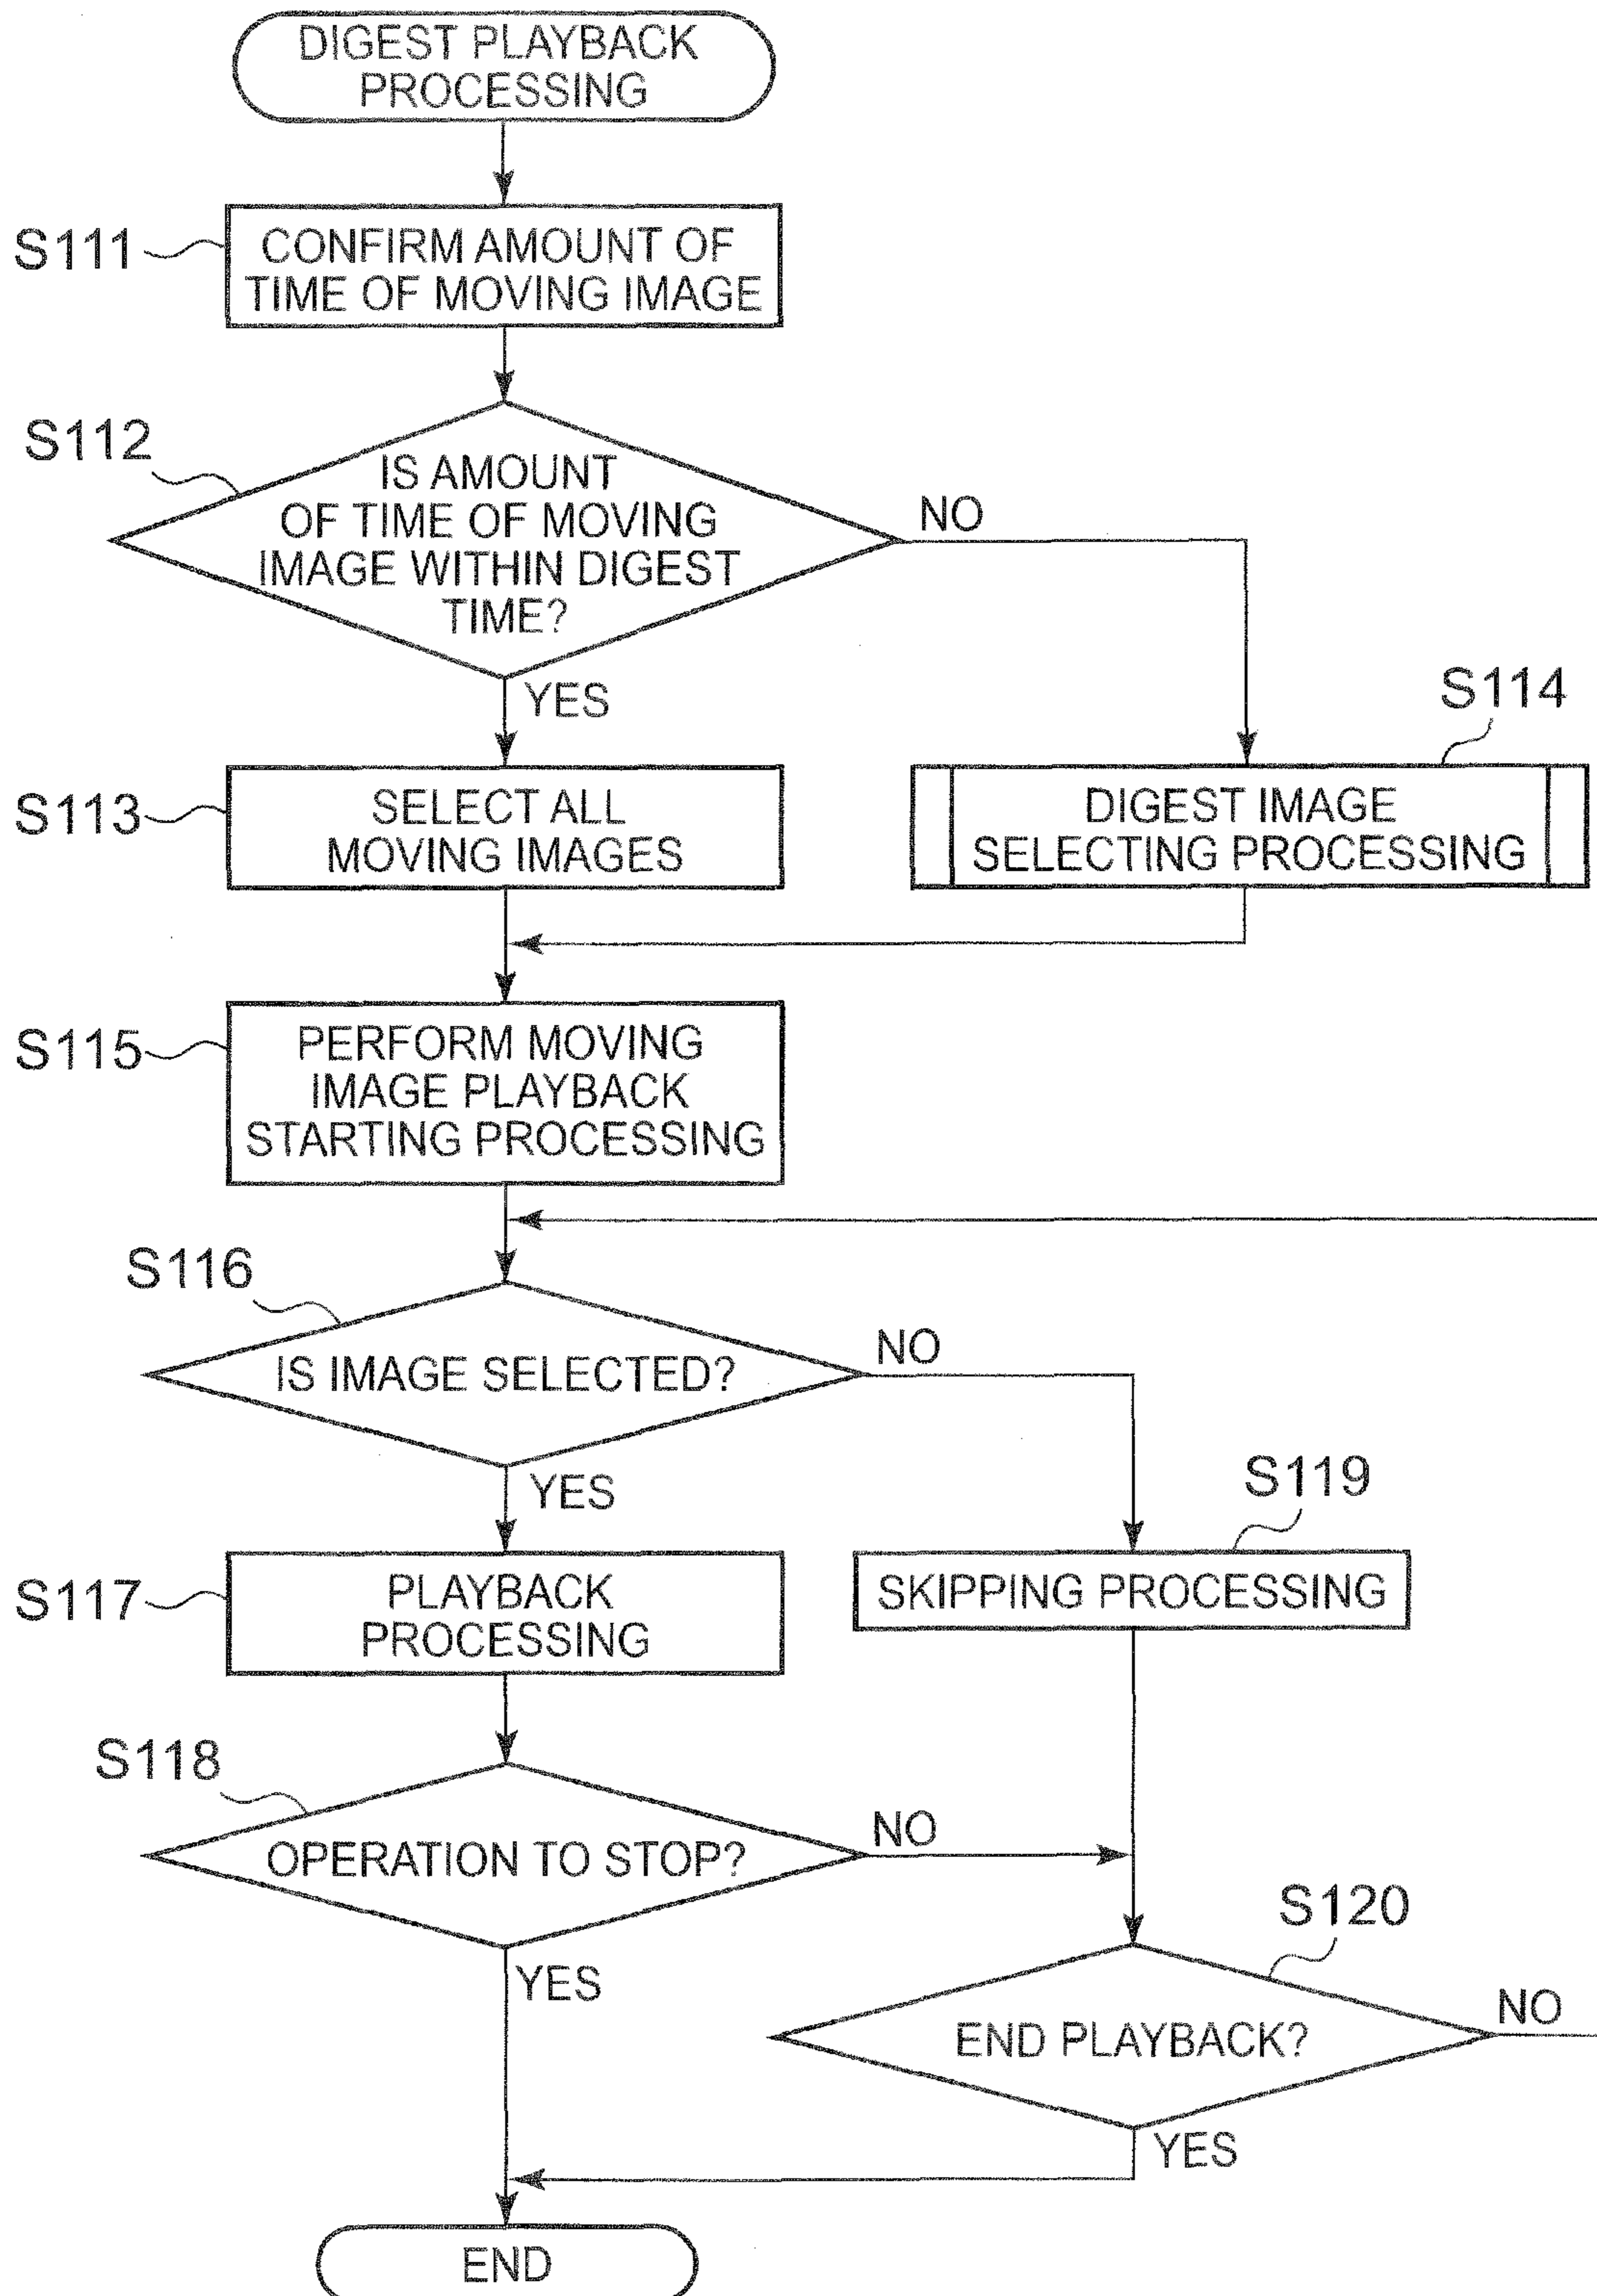 DIGEST PLAYBACK
PROCESSING
S111
CONFIRM AMOUNT OF
TIME OF MOVING IMAGE
S112
IS AMOUNT
OF TIME OF MOVING
IMAGE WITHIN DIGEST
TIME?
NO
YES
S113
SELECT ALL
MOVING IMAGES
S114
DIGEST IMAGE
SELECTING PROCESSING
S115
PERFORM MOVING
IMAGE PLAYBACK
STARTING PROCESSING
S116
IS IMAGE SELECTED?
NO
YES
S117
PLAYBACK
PROCESSING
S119
SKIPPING PROCESSING
S118
OPERATION TO STOP?
NO
YES
S120
END PLAYBACK?
NO
YES
END